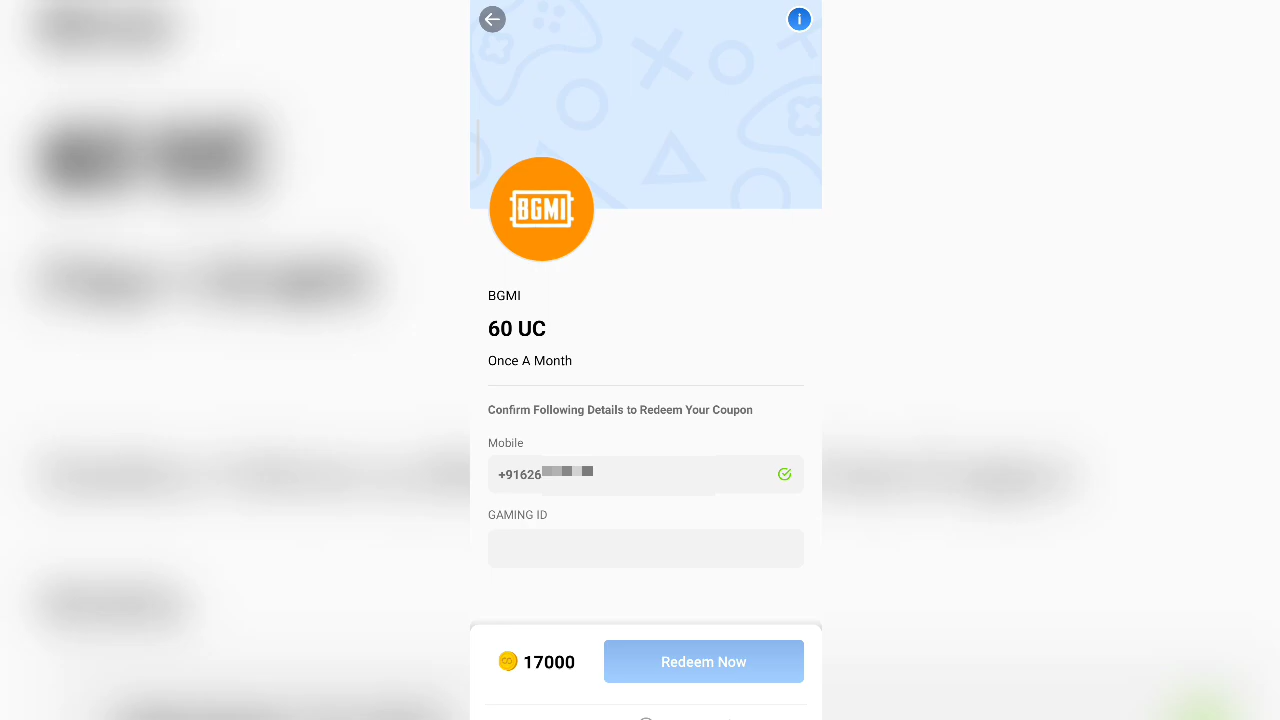 BGMI
BGMI
60 UC
Once A Month
Confirm Following Details to Redeem Your Coupon
Mobile
+91626
GAMING ID
17000
Redeem Now